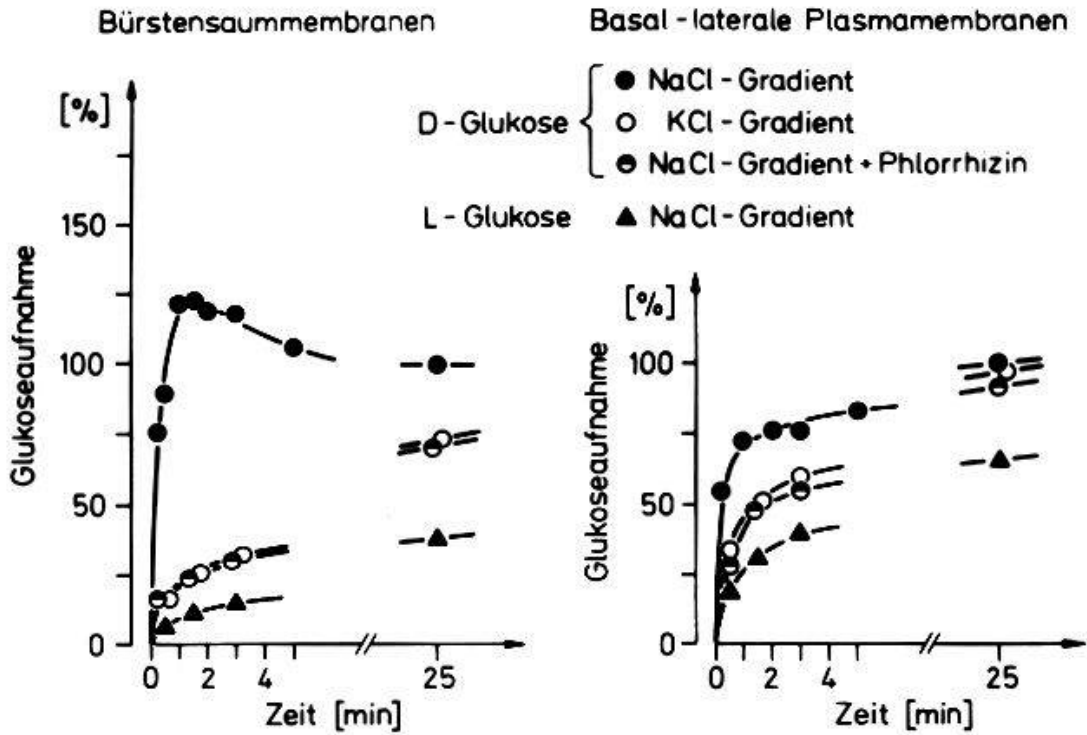 Bürstensaummembranen
Basal-laterale Plasmamembranen
D-Glukose
NaCl-Gradient
KCl-Gradient
NaCl-Gradient + Phlorrhizin
L-Glukose
NaCl-Gradient
[%]
150
100
50
0
Glukoseaufnahme
0 2 4 25
Zeit [min]
[%]
100
50
0
Glukoseaufnahme
0 2 4 25
Zeit [min]